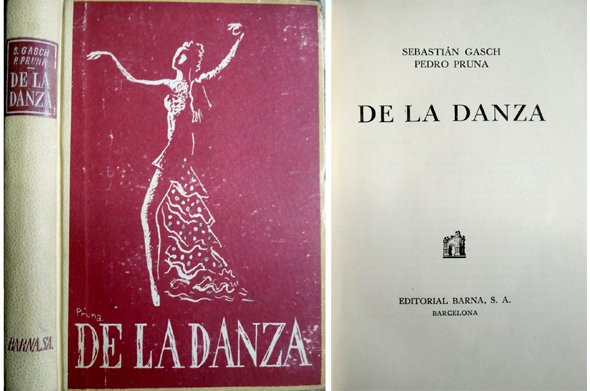 S. GASCH
P. PRUNA
DE LA
DANZA
BARNA, S.A.
Pruna
DE LA DANZA
SEBASTIÁN GASCH
PEDRO PRUNA
DE LA DANZA
EDITORIAL BARNA, S. A.
BARCELONA